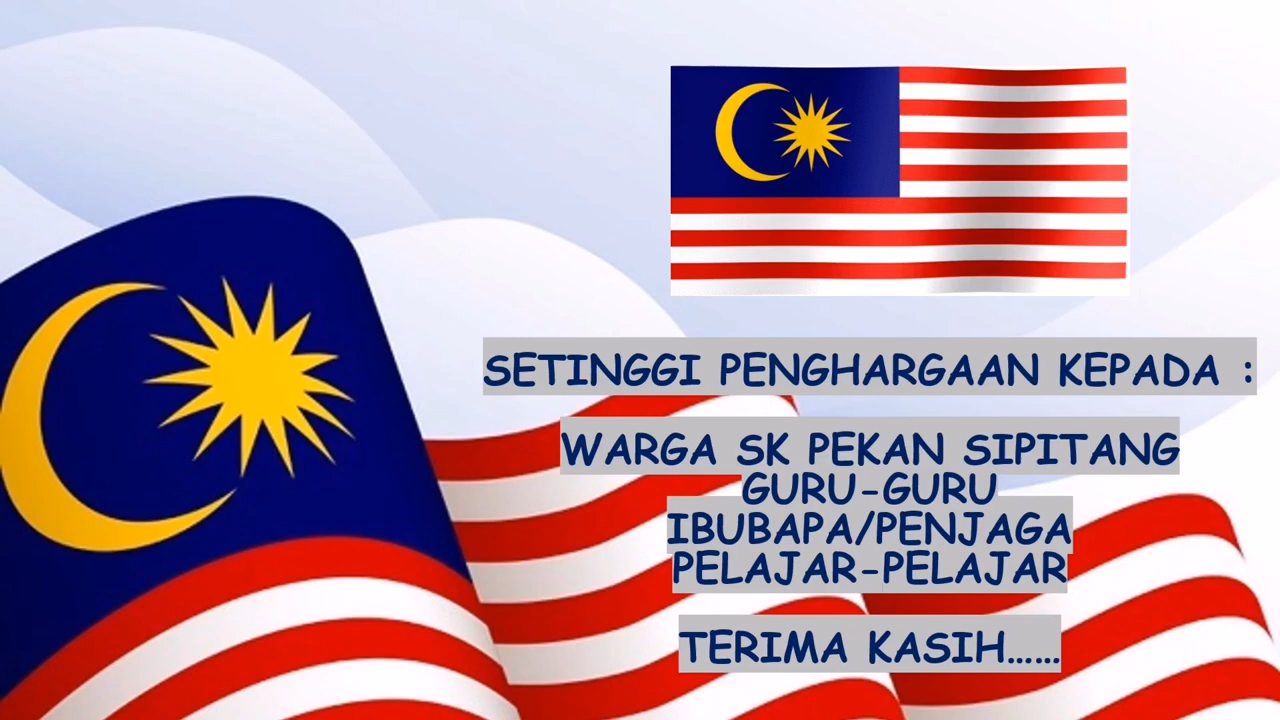 SETINGGI PENGHARGAAN KEPADA :
WARGA SK PEKAN SIPITANG
GURU-GURU
IBUBAPA/PENJAGA
PELAJAR-PELAJAR
TERIMA KASIH......